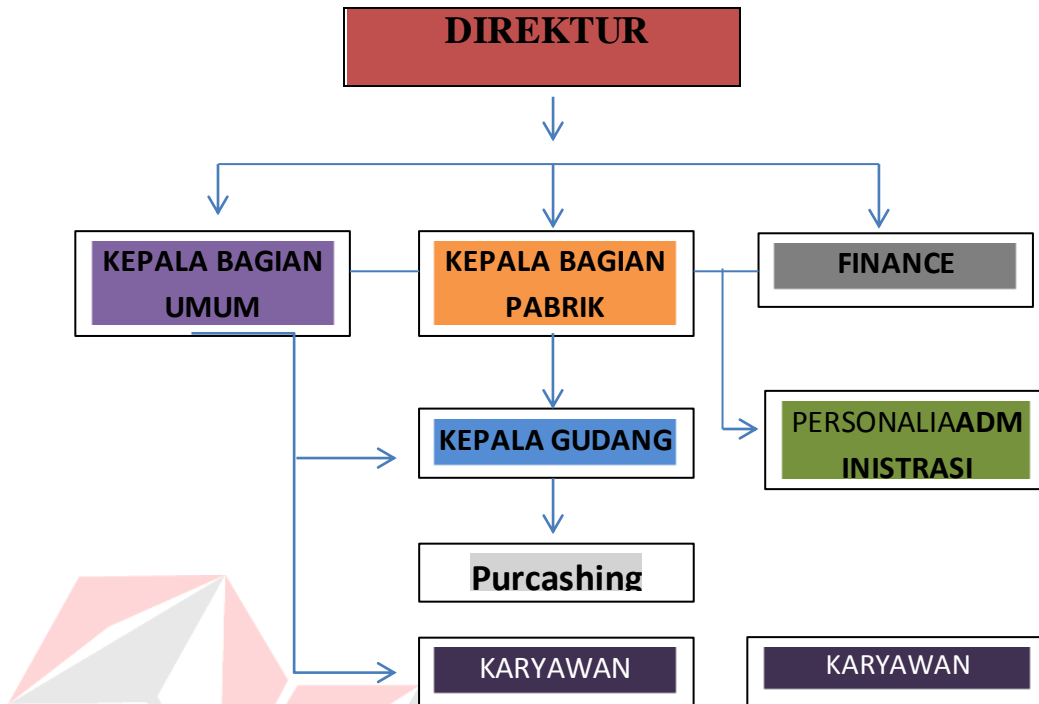 DIREKTUR
KEPALA BAGIAN
UMUM
KEPALA BAGIAN
PABRIK
FINANCE
KEPALA GUDANG
PERSONALIAADM
INISTRASI
Purcashing
KARYAWAN
KARYAWAN